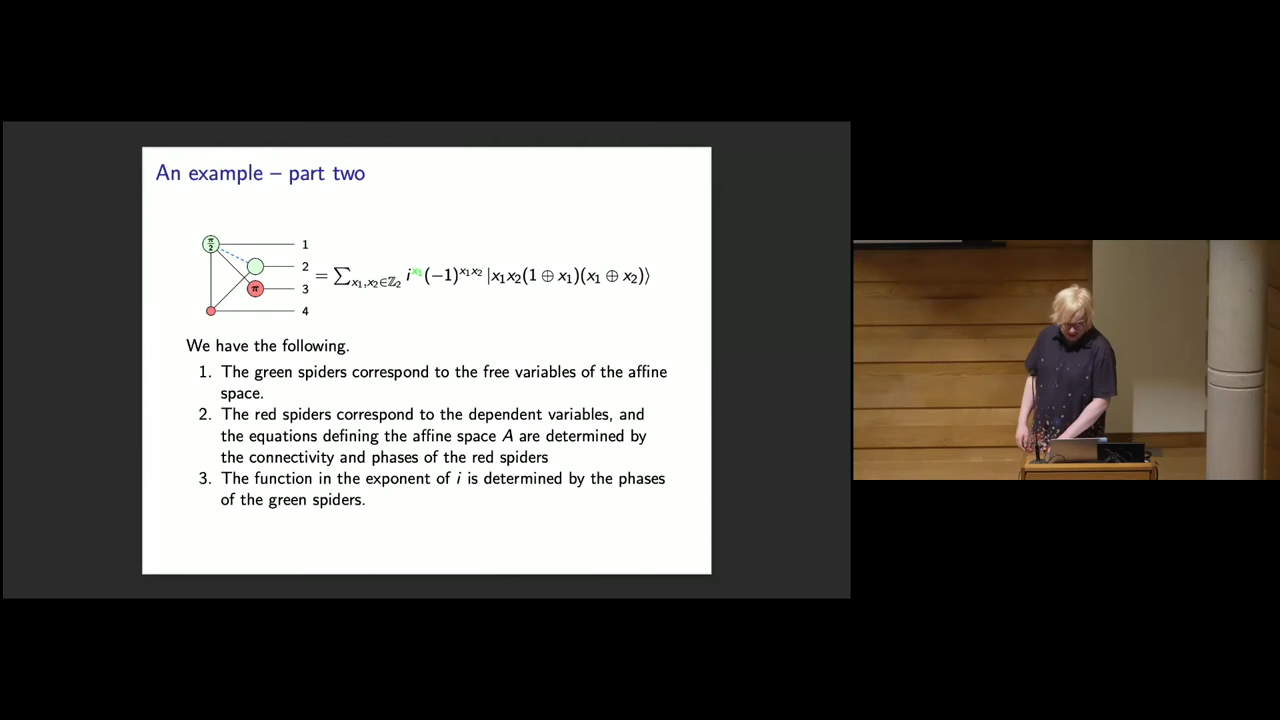 An example – part two
π/2
1
2
π
3
4
= ∑x₁,x₂∈ℤ₂ i^x₁(−1)^x₁x₂ |x₁x₂(1 ⊕ x₁)(x₁ ⊕ x₂)⟩
We have the following.
1. The green spiders correspond to the free variables of the affine
space.
2. The red spiders correspond to the dependent variables, and
the equations defining the affine space A are determined by
the connectivity and phases of the red spiders
3. The function in the exponent of i is determined by the phases
of the green spiders.